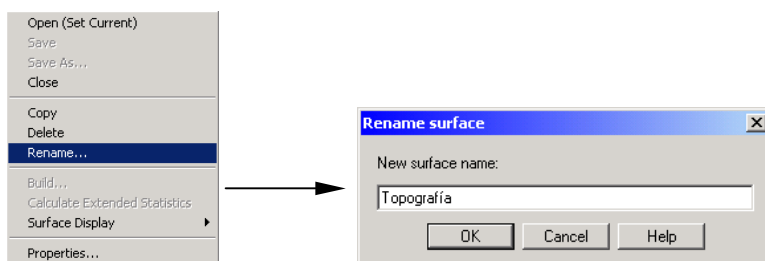 Open (Set Current)
Save
Save As...
Close
Copy
Delete
Rename...
Build...
Calculate Extended Statistics
Surface Display
Properties...
Rename surface
New surface name:
Topografía
OK Cancel Help